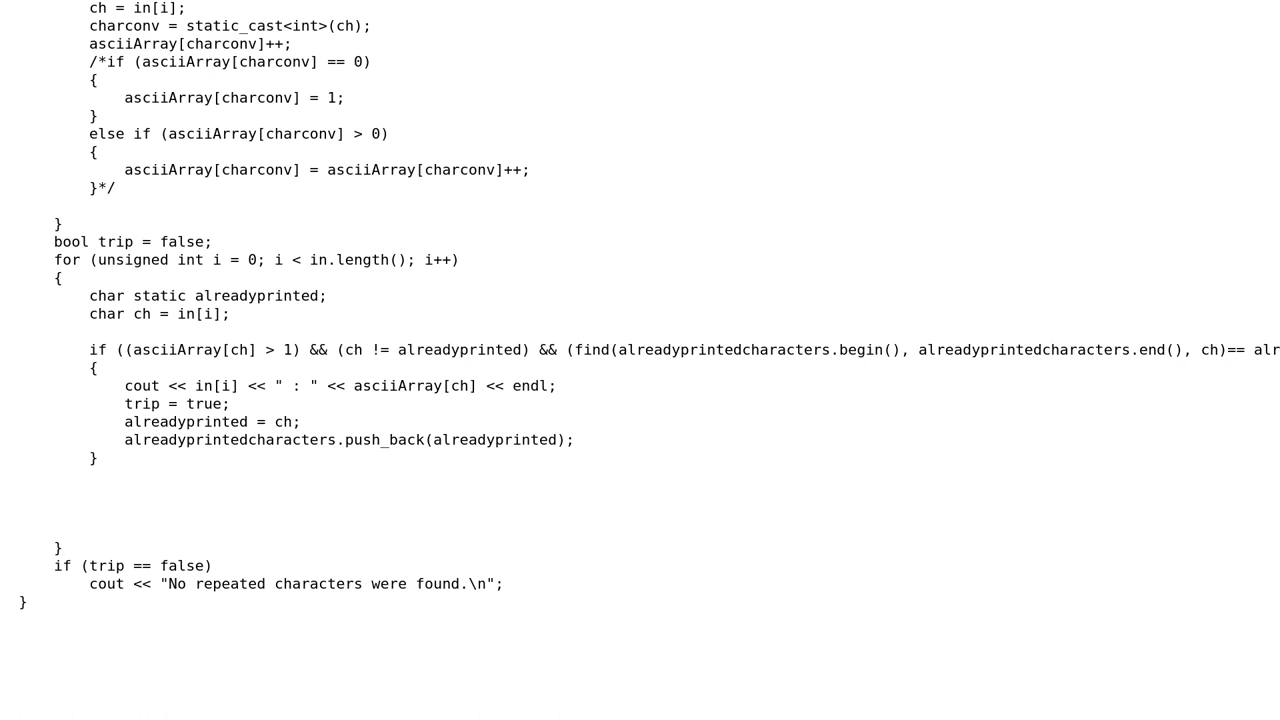 ch = in[i];
charconv = static_cast<int>(ch);
asciiArray[charconv]++;
/*if (asciiArray[charconv] == 0)
{
asciiArray[charconv] = 1;
}
else if (asciiArray[charconv] > 0)
{
asciiArray[charconv] = asciiArray[charconv]++;
}*/
}
bool trip = false;
for (unsigned int i = 0; i < in.length(); i++)
{
char static alreadyprinted;
char ch = in[i];
if ((asciiArray[ch] > 1) && (ch != alreadyprinted) && (find(alreadyprintedcharacters.begin(), alreadyprintedcharacters.end(), ch)== alr
{
cout << in[i] << " : " << asciiArray[ch] << endl;
trip = true;
alreadyprinted = ch;
alreadyprintedcharacters.push_back(alreadyprinted);
}
}
if (trip == false)
cout << "No repeated characters were found.\n";
}